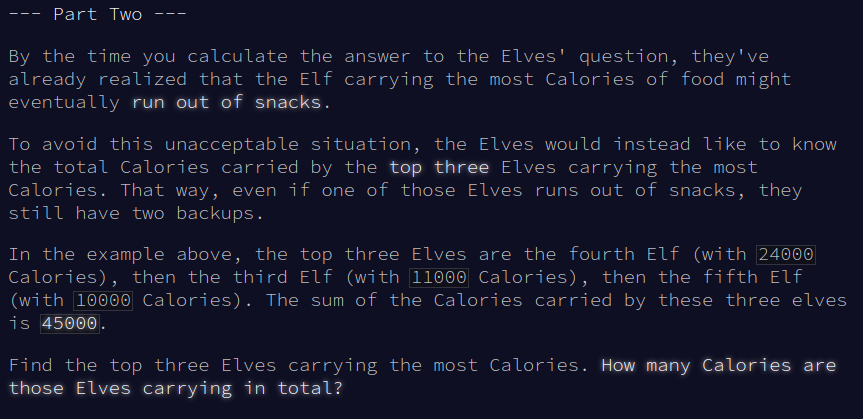 --- Part Two ---
By the time you calculate the answer to the Elves' question, they've
already realized that the Elf carrying the most Calories of food might
eventually run out of snacks.
To avoid this unacceptable situation, the Elves would instead like to know
the total Calories carried by the top three Elves carrying the most
Calories. That way, even if one of those Elves runs out of snacks, they
still have two backups.
In the example above, the top three Elves are the fourth Elf (with 24000
Calories), then the third Elf (with 11000 Calories), then the fifth Elf
(with 10000 Calories). The sum of the Calories carried by these three elves
is 45000.
Find the top three Elves carrying the most Calories. How many Calories are
those Elves carrying in total?